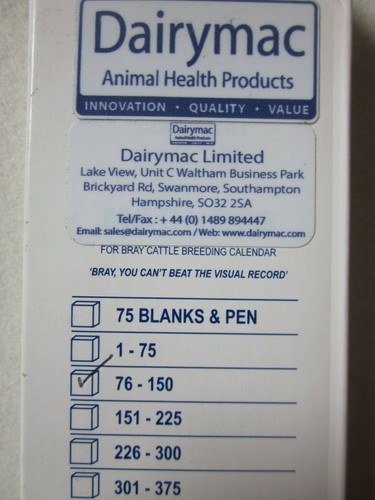 Dairymac
Animal Health Products
INNOVATION • QUALITY • VALUE
Dairymac
Animal Health Products
Dairymac Limited
Lake View, Unit C Waltham Business Park
Brickyard Rd, Swanmore, Southampton
Hampshire, SO32 2SA
Tel/Fax : + 44 (0) 1489 894447
Email: sales@dairymac.com / Web: www.dairymac.com
FOR BRAY CATTLE BREEDING CALENDAR
'BRAY, YOU CAN'T BEAT THE VISUAL RECORD'
75 BLANKS & PEN
1 - 75
76 - 150
151 - 225
226 - 300
301 - 375